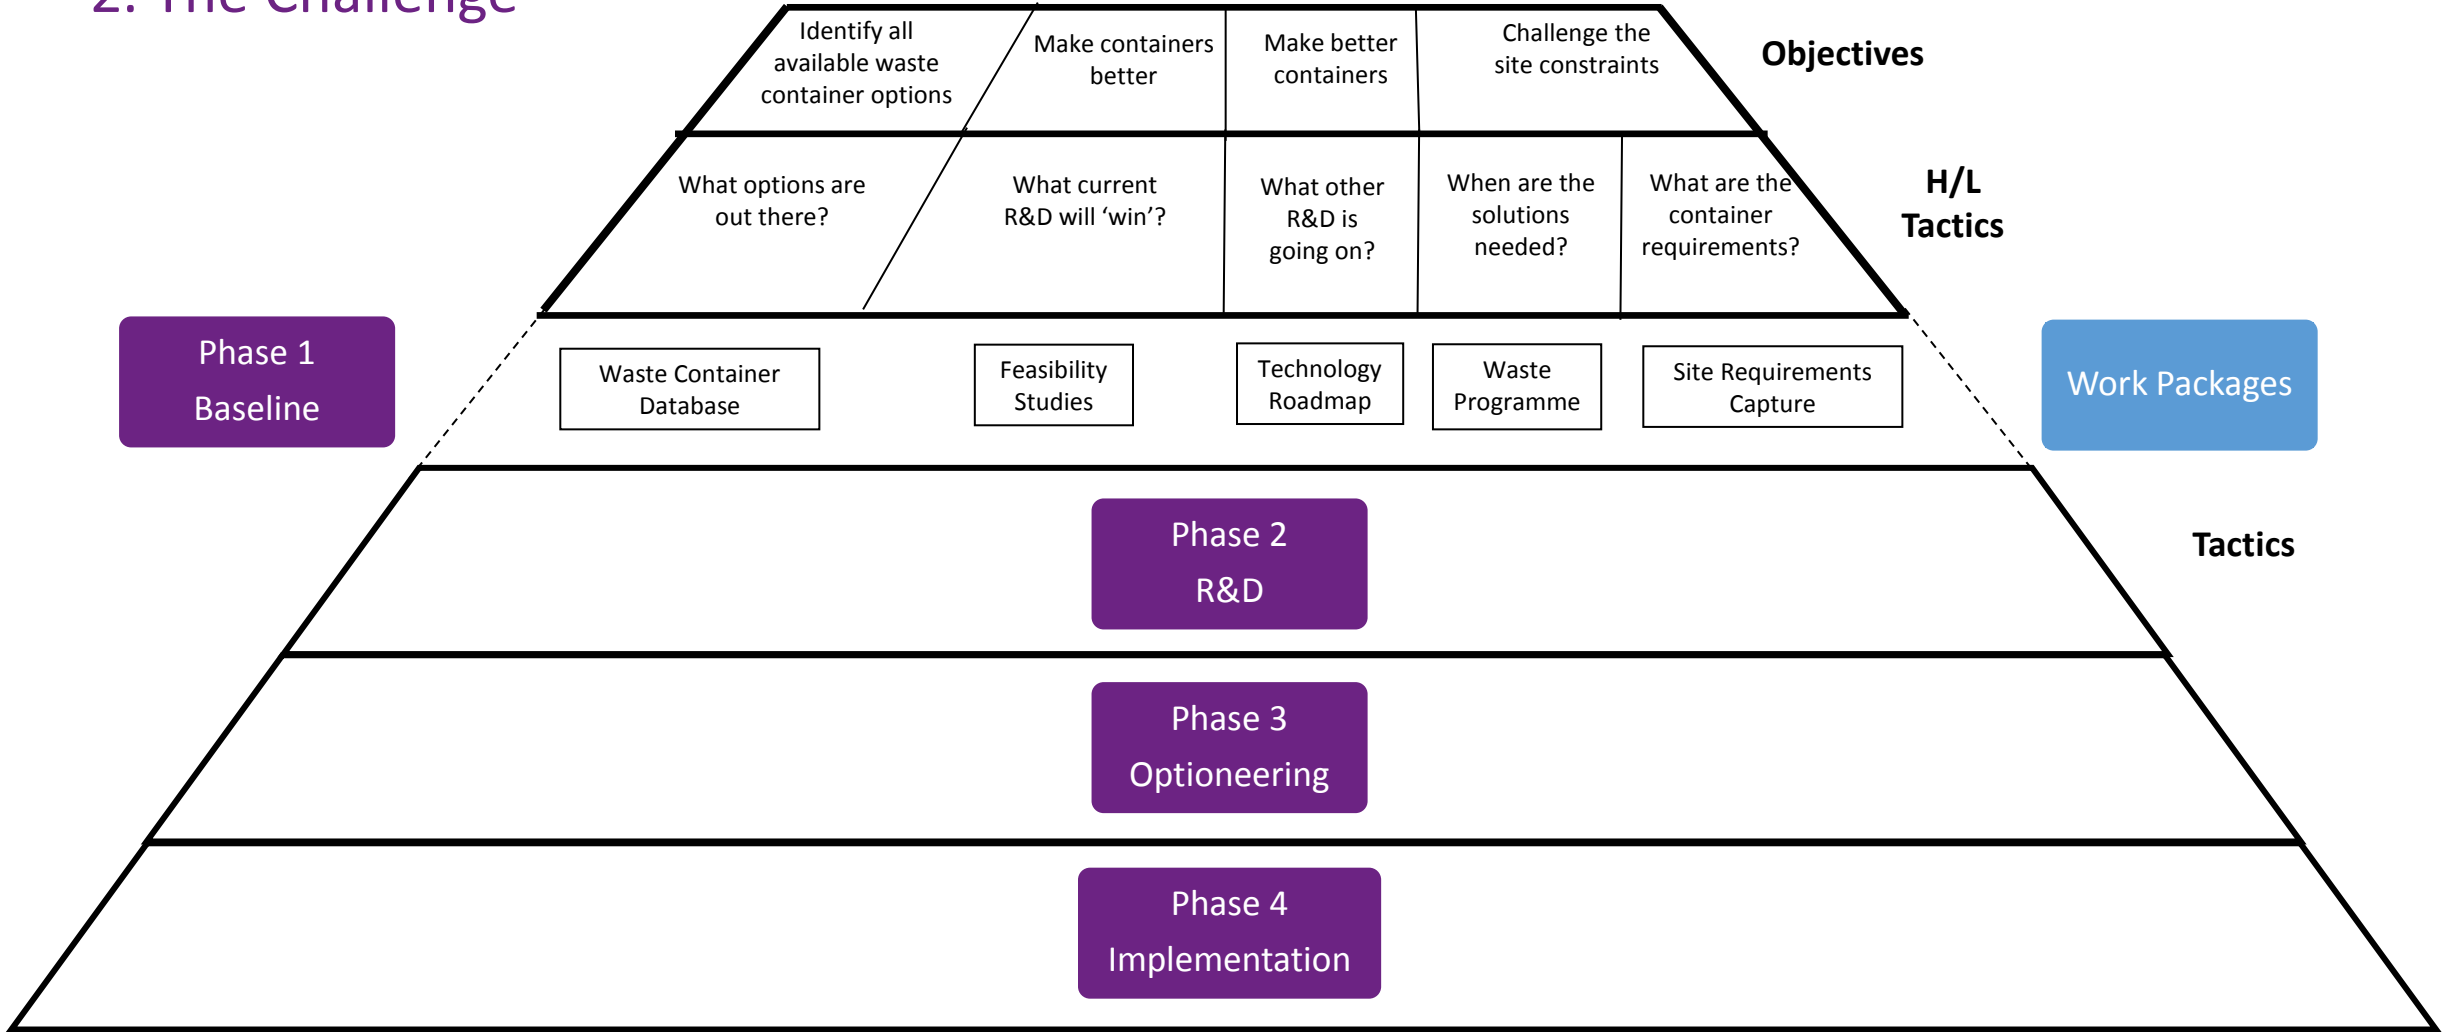 2. The Challenge
Identify all
available waste
container options
Make containers
better
Make better
containers
Challenge the
site constraints
Objectives
What options are
out there?
What current
R&D will ‘win’?
What other
R&D is
going on?
When are the
solutions
needed?
What are the
container
requirements?
H/L
Tactics
Phase 1
Baseline
Waste Container
Database
Feasibility
Studies
Technology
Roadmap
Waste
Programme
Site Requirements
Capture
Work Packages
Phase 2
R&D
Tactics
Phase 3
Optioneering
Phase 4
Implementation